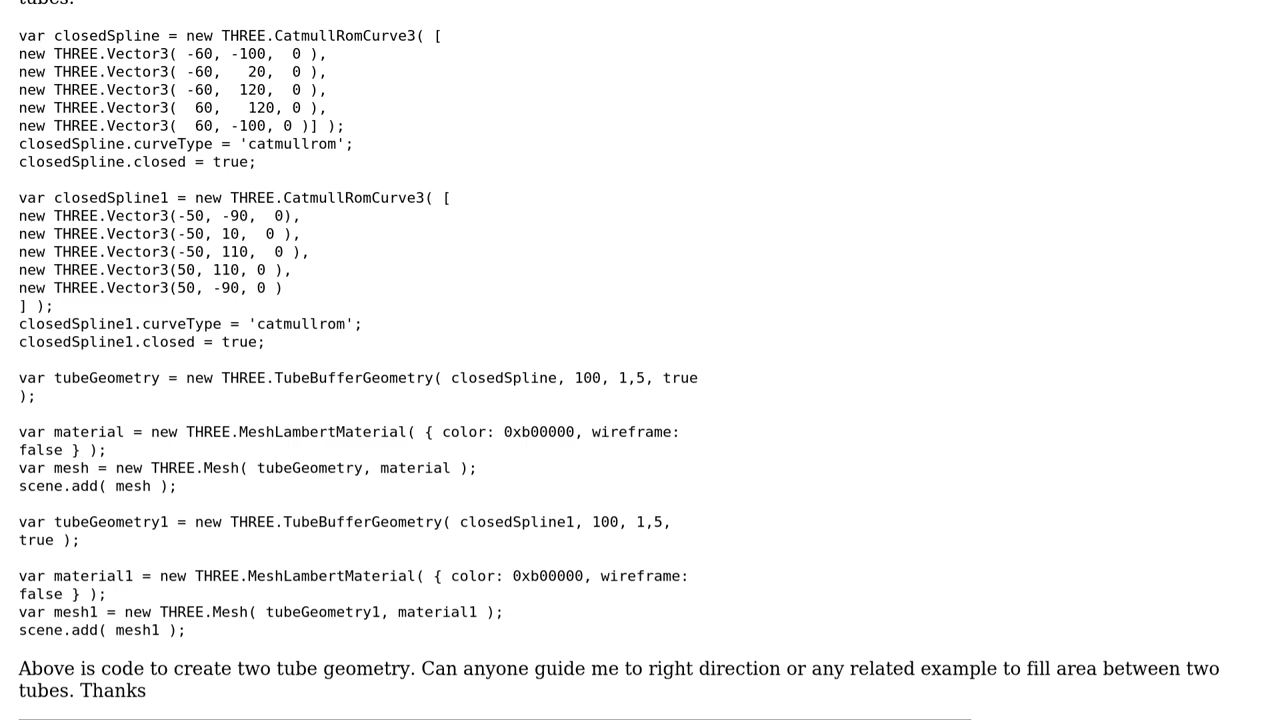 tubes.
var closedSpline = new THREE.CatmullRomCurve3( [
new THREE.Vector3( -60, -100,  0 ),
new THREE.Vector3( -60,   20,  0 ),
new THREE.Vector3( -60,  120,  0 ),
new THREE.Vector3(  60,   120, 0 ),
new THREE.Vector3(  60, -100, 0 )] );
closedSpline.curveType = 'catmullrom';
closedSpline.closed = true;
var closedSpline1 = new THREE.CatmullRomCurve3( [
new THREE.Vector3(-50, -90,  0),
new THREE.Vector3(-50, 10,  0 ),
new THREE.Vector3(-50, 110,  0 ),
new THREE.Vector3(50, 110, 0 ),
new THREE.Vector3(50, -90, 0 )
] );
closedSpline1.curveType = 'catmullrom';
closedSpline1.closed = true;
var tubeGeometry = new THREE.TubeBufferGeometry( closedSpline, 100, 1,5, true
);
var material = new THREE.MeshLambertMaterial( { color: 0xb00000, wireframe:
false } );
var mesh = new THREE.Mesh( tubeGeometry, material );
scene.add( mesh );
var tubeGeometry1 = new THREE.TubeBufferGeometry( closedSpline1, 100, 1,5,
true );
var material1 = new THREE.MeshLambertMaterial( { color: 0xb00000, wireframe:
false } );
var mesh1 = new THREE.Mesh( tubeGeometry1, material1 );
scene.add( mesh1 );
Above is code to create two tube geometry. Can anyone guide me to right direction or any related example to fill area between two
tubes. Thanks